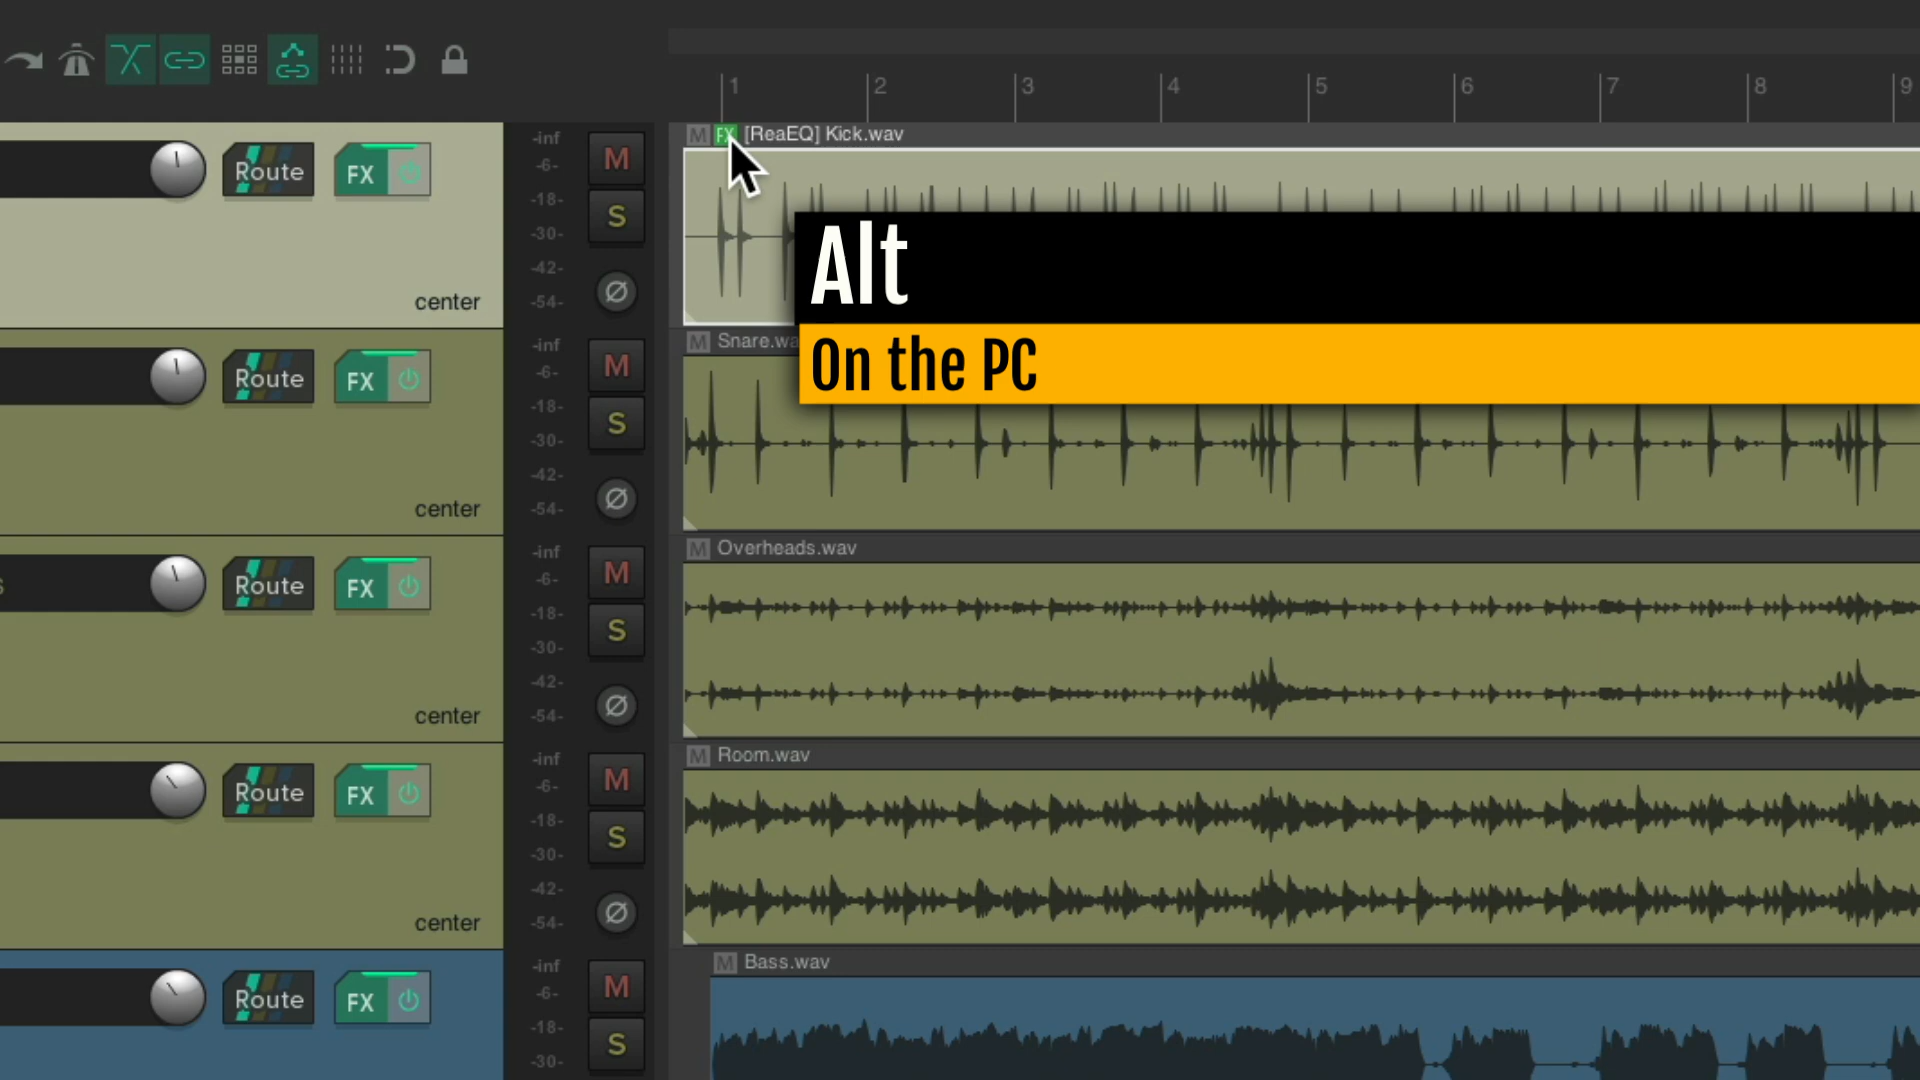 1 2 3 4 5 6 7 8 9
M FX [ReaEQ] Kick.wav
Route FX
center
-inf
-6-
-18-
-30-
-42-
-54-
M
S
Ø
Alt
On the PC
M Snare.wa
Route FX
center
-inf
-6-
-18-
-30-
-42-
-54-
M
S
Ø
M Overheads.wav
s
Route FX
center
-inf
-6-
-18-
-30-
-42-
-54-
M
S
Ø
M Room.wav
Route FX
center
-inf
-6-
-18-
-30-
-42-
-54-
M
S
Ø
M Bass.wav
Route FX
-inf
-6-
-18-
-30-
M
S